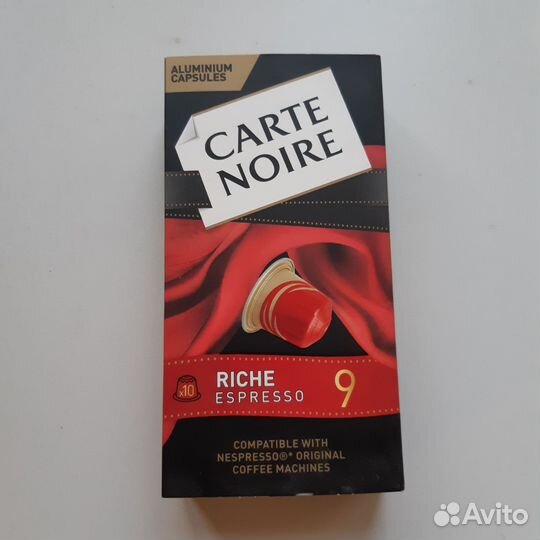 ALUMINIUM
CAPSULES
CARTE
NOIRE
x10
RICHE
ESPRESSO
9
COMPATIBLE WITH
NESPRESSO®* ORIGINAL
COFFEE MACHINES
Avito